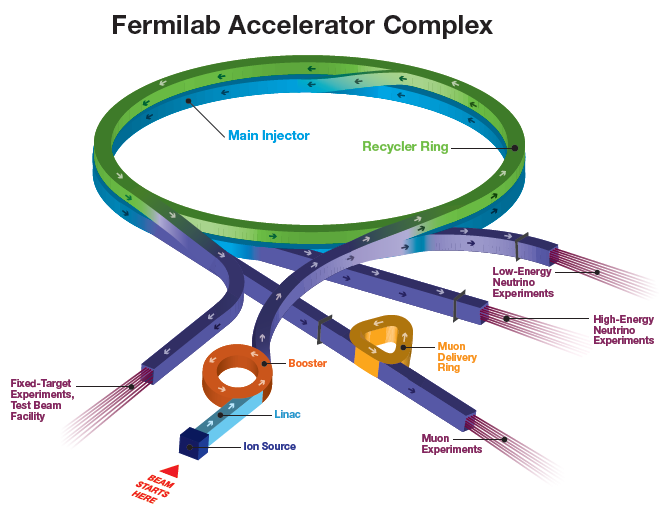 Fermilab Accelerator Complex
Main Injector
Recycler Ring
Low-Energy
Neutrino
Experiments
High-Energy
Neutrino
Experiments
Muon
Delivery
Ring
Booster
Fixed-Target
Experiments,
Test Beam
Facility
Linac
Ion Source
Muon
Experiments
BEAM
STARTS
HERE